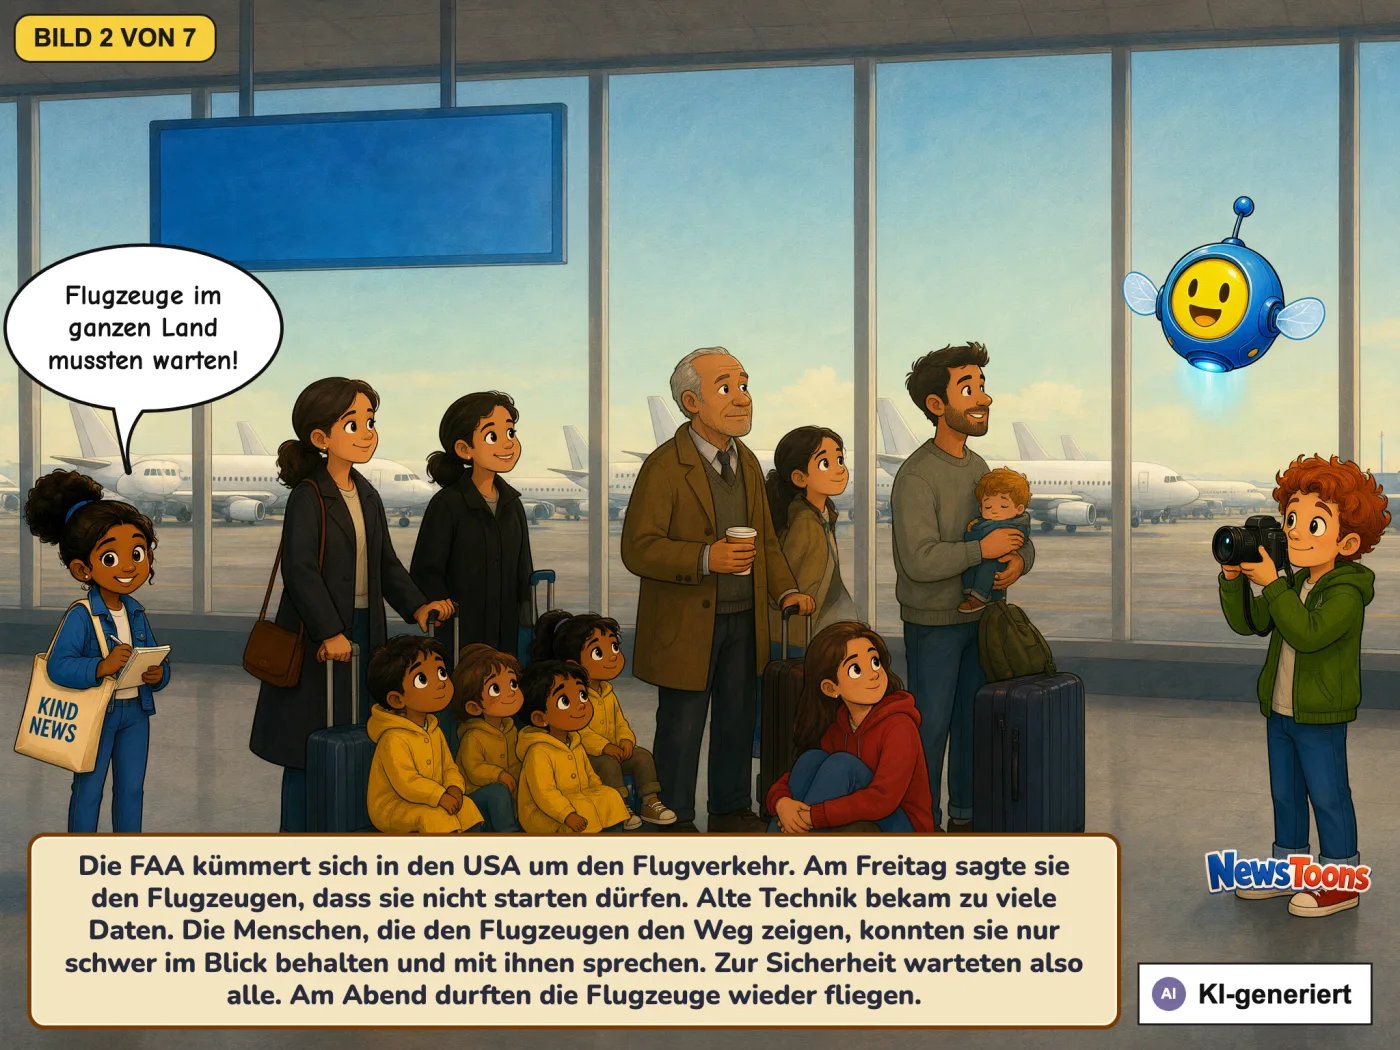 BILD 2 VON 7
Flugzeuge im
ganzen Land
mussten warten!
KIND
NEWS
Die FAA kümmert sich in den USA um den Flugverkehr. Am Freitag sagte sie
den Flugzeugen, dass sie nicht starten dürfen. Alte Technik bekam zu viele
Daten. Die Menschen, die den Flugzeugen den Weg zeigen, konnten sie nur
schwer im Blick behalten und mit ihnen sprechen. Zur Sicherheit warteten also
alle. Am Abend durften die Flugzeuge wieder fliegen.
NewsToons
AI KI-generiert